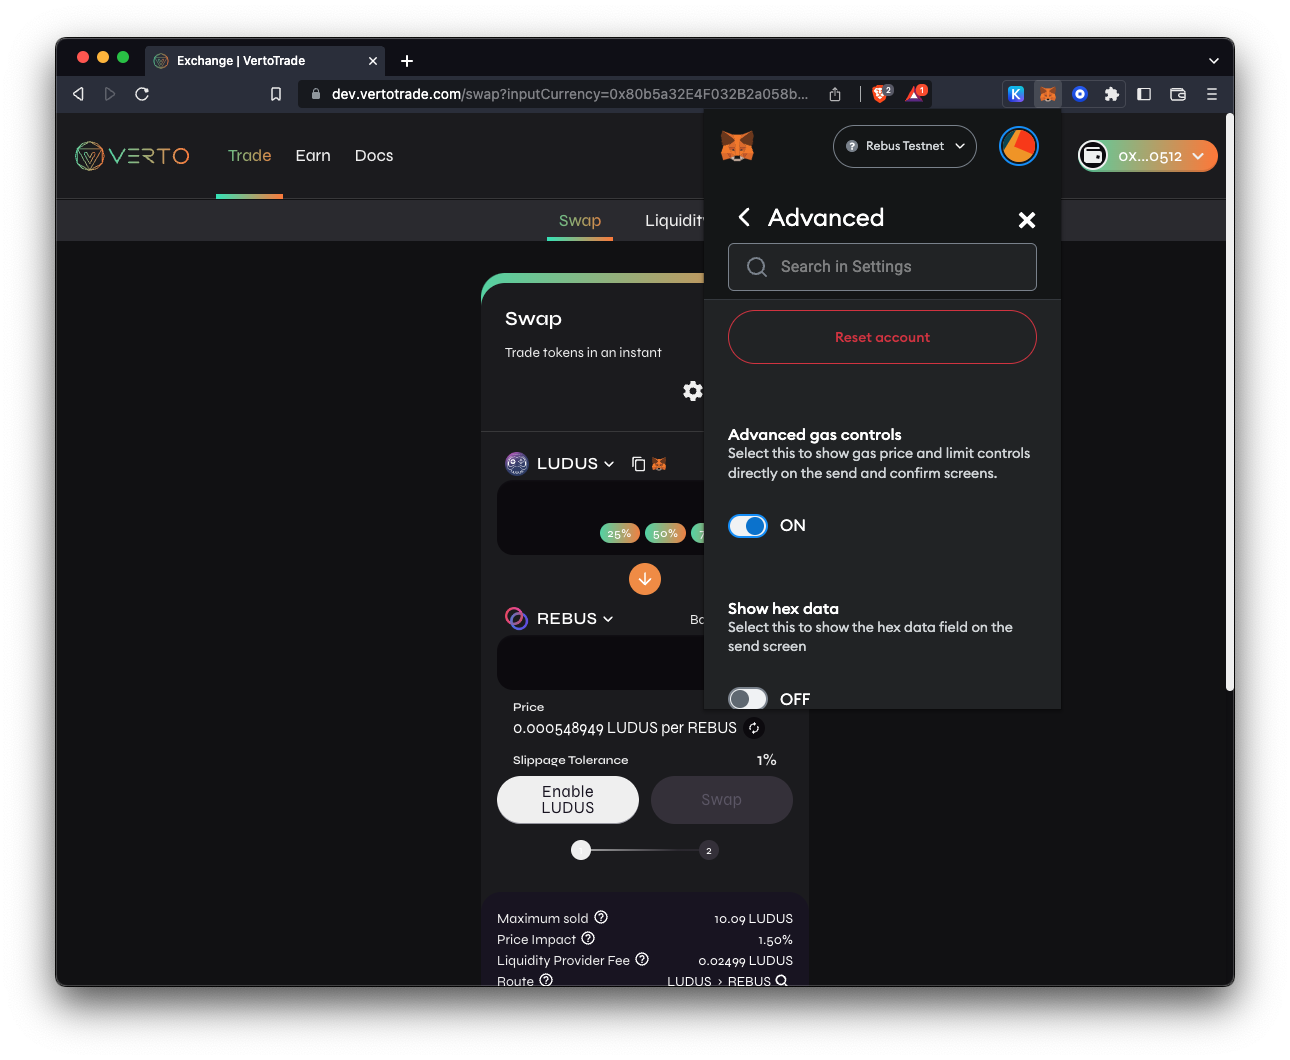 Exchange | VertoTrade
dev.vertotrade.com/swap?inputCurrency=0x80b5a32E4F032B2a058b...
2
1
K
VERTO
Trade
Earn
Docs
Rebus Testnet
0x...0512
Swap
Liquidit
Advanced
Search in Settings
Reset account
Swap
Trade tokens in an instant
Advanced gas controls
Select this to show gas price and limit controls
directly on the send and confirm screens.
ON
LUDUS
25%
50%
7
REBUS
Ba
Show hex data
Select this to show the hex data field on the
send screen
OFF
Price
0.000548949 LUDUS per REBUS
Slippage Tolerance
1%
Enable
LUDUS
Swap
2
Maximum sold
10.09 LUDUS
Price Impact
1.50%
Liquidity Provider Fee
0.02499 LUDUS
Route
LUDUS > REBUS